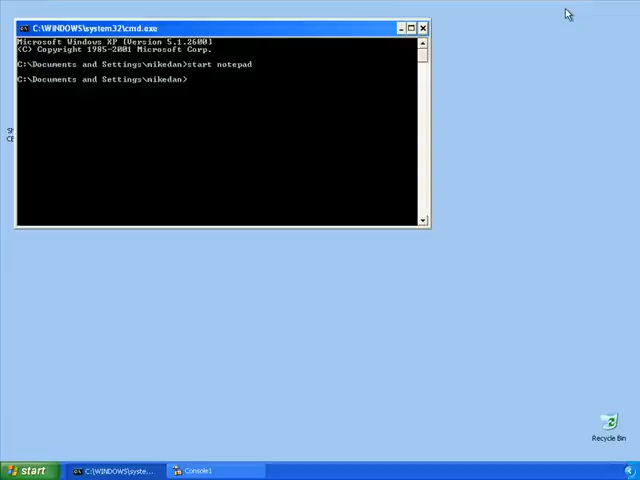 C:\WINDOWS\system32\cmd.exe
Microsoft Windows XP [Version 5.1.2600]
(C) Copyright 1985-2001 Microsoft Corp.
C:\Documents and Settings\mikedan>start notepad
C:\Documents and Settings\mikedan>
Recycle Bin
start
C:\WINDOWS\syste...
Console1